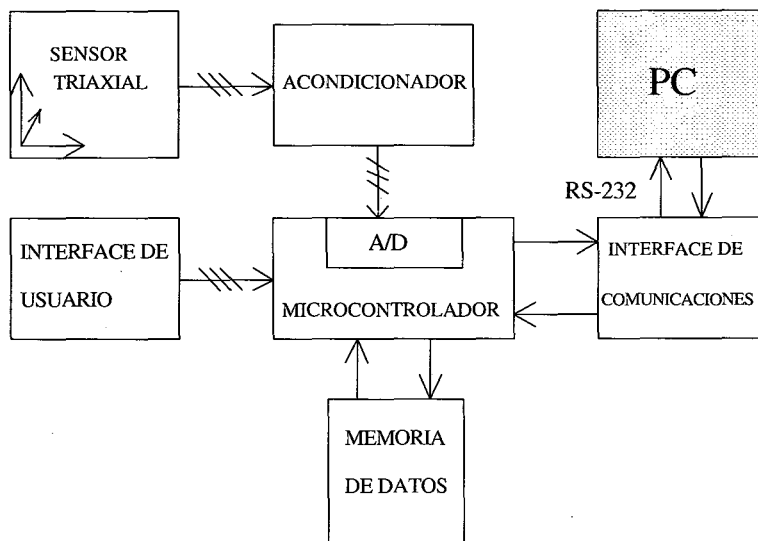 SENSOR
TRIAXIAL
ACONDICIONADOR
PC
RS-232
INTERFACE DE
USUARIO
A/D
MICROCONTROLADOR
INTERFACE DE
COMUNICACIONES
MEMORIA
DE DATOS